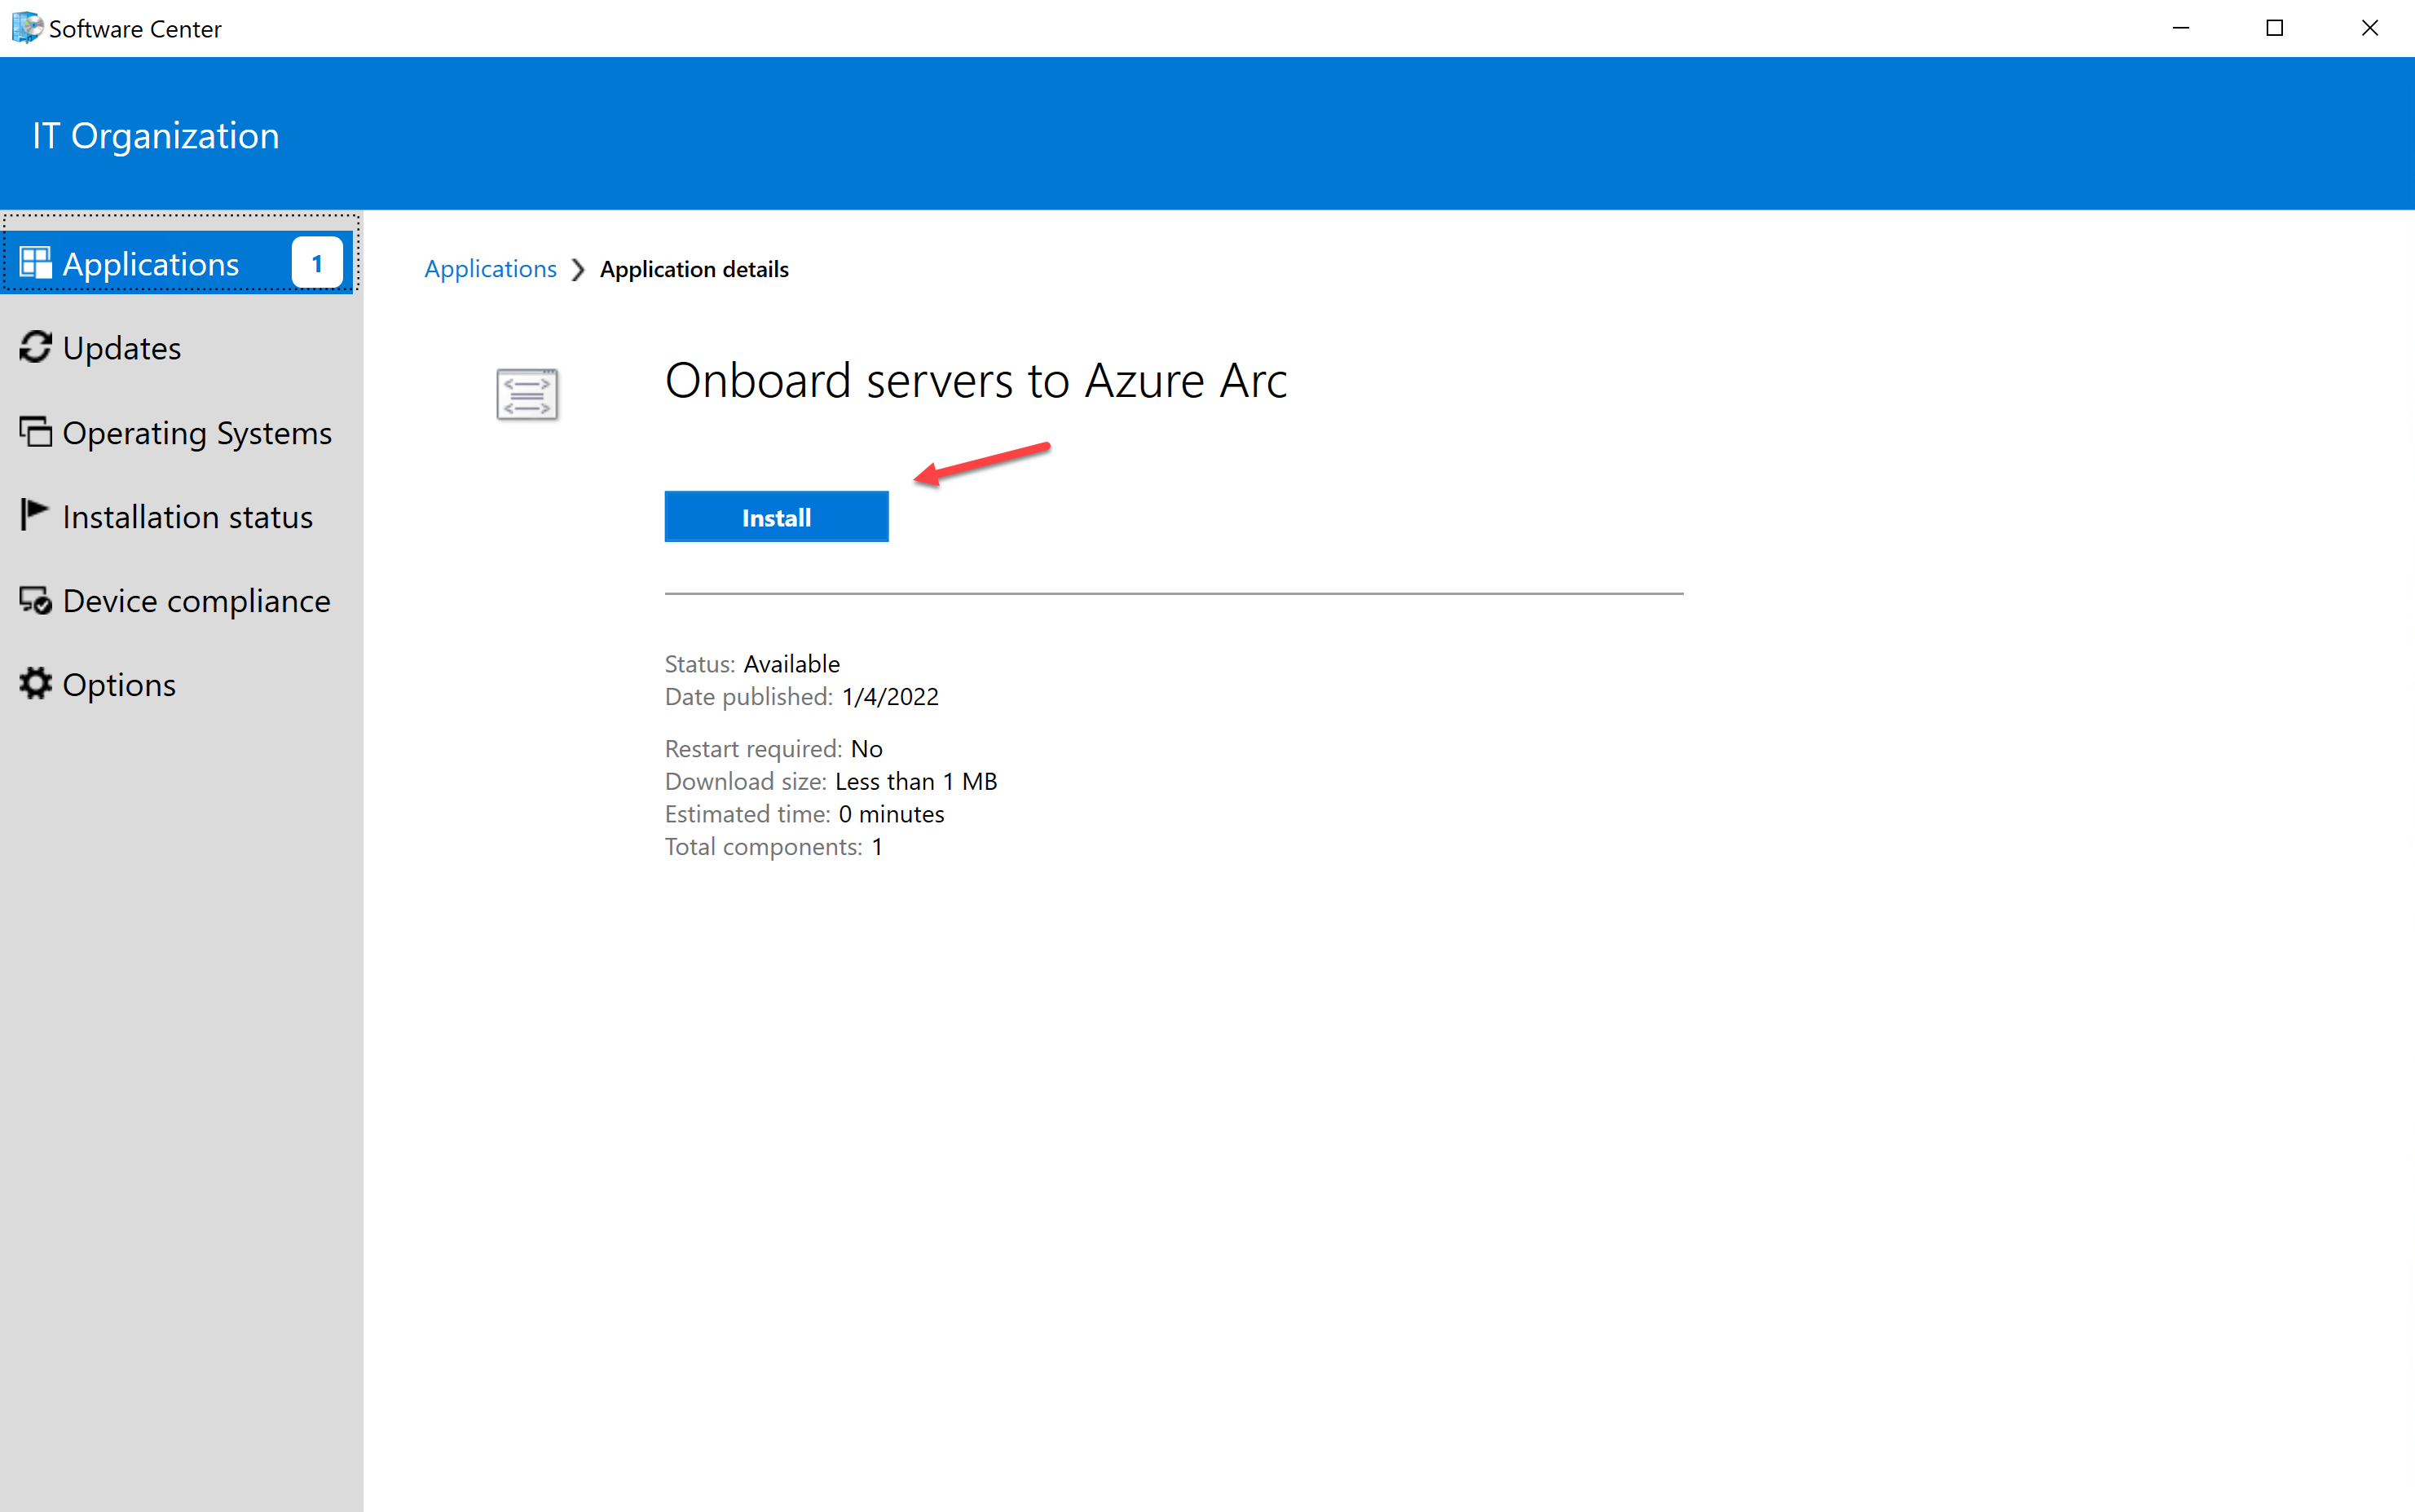 Software Center
IT Organization
Applications 1
Updates
Operating Systems
Installation status
Device compliance
Options
Applications Application details
Onboard servers to Azure Arc
Install
Status: Available
Date published: 1/4/2022
Restart required: No
Download size: Less than 1 MB
Estimated time: 0 minutes
Total components: 1